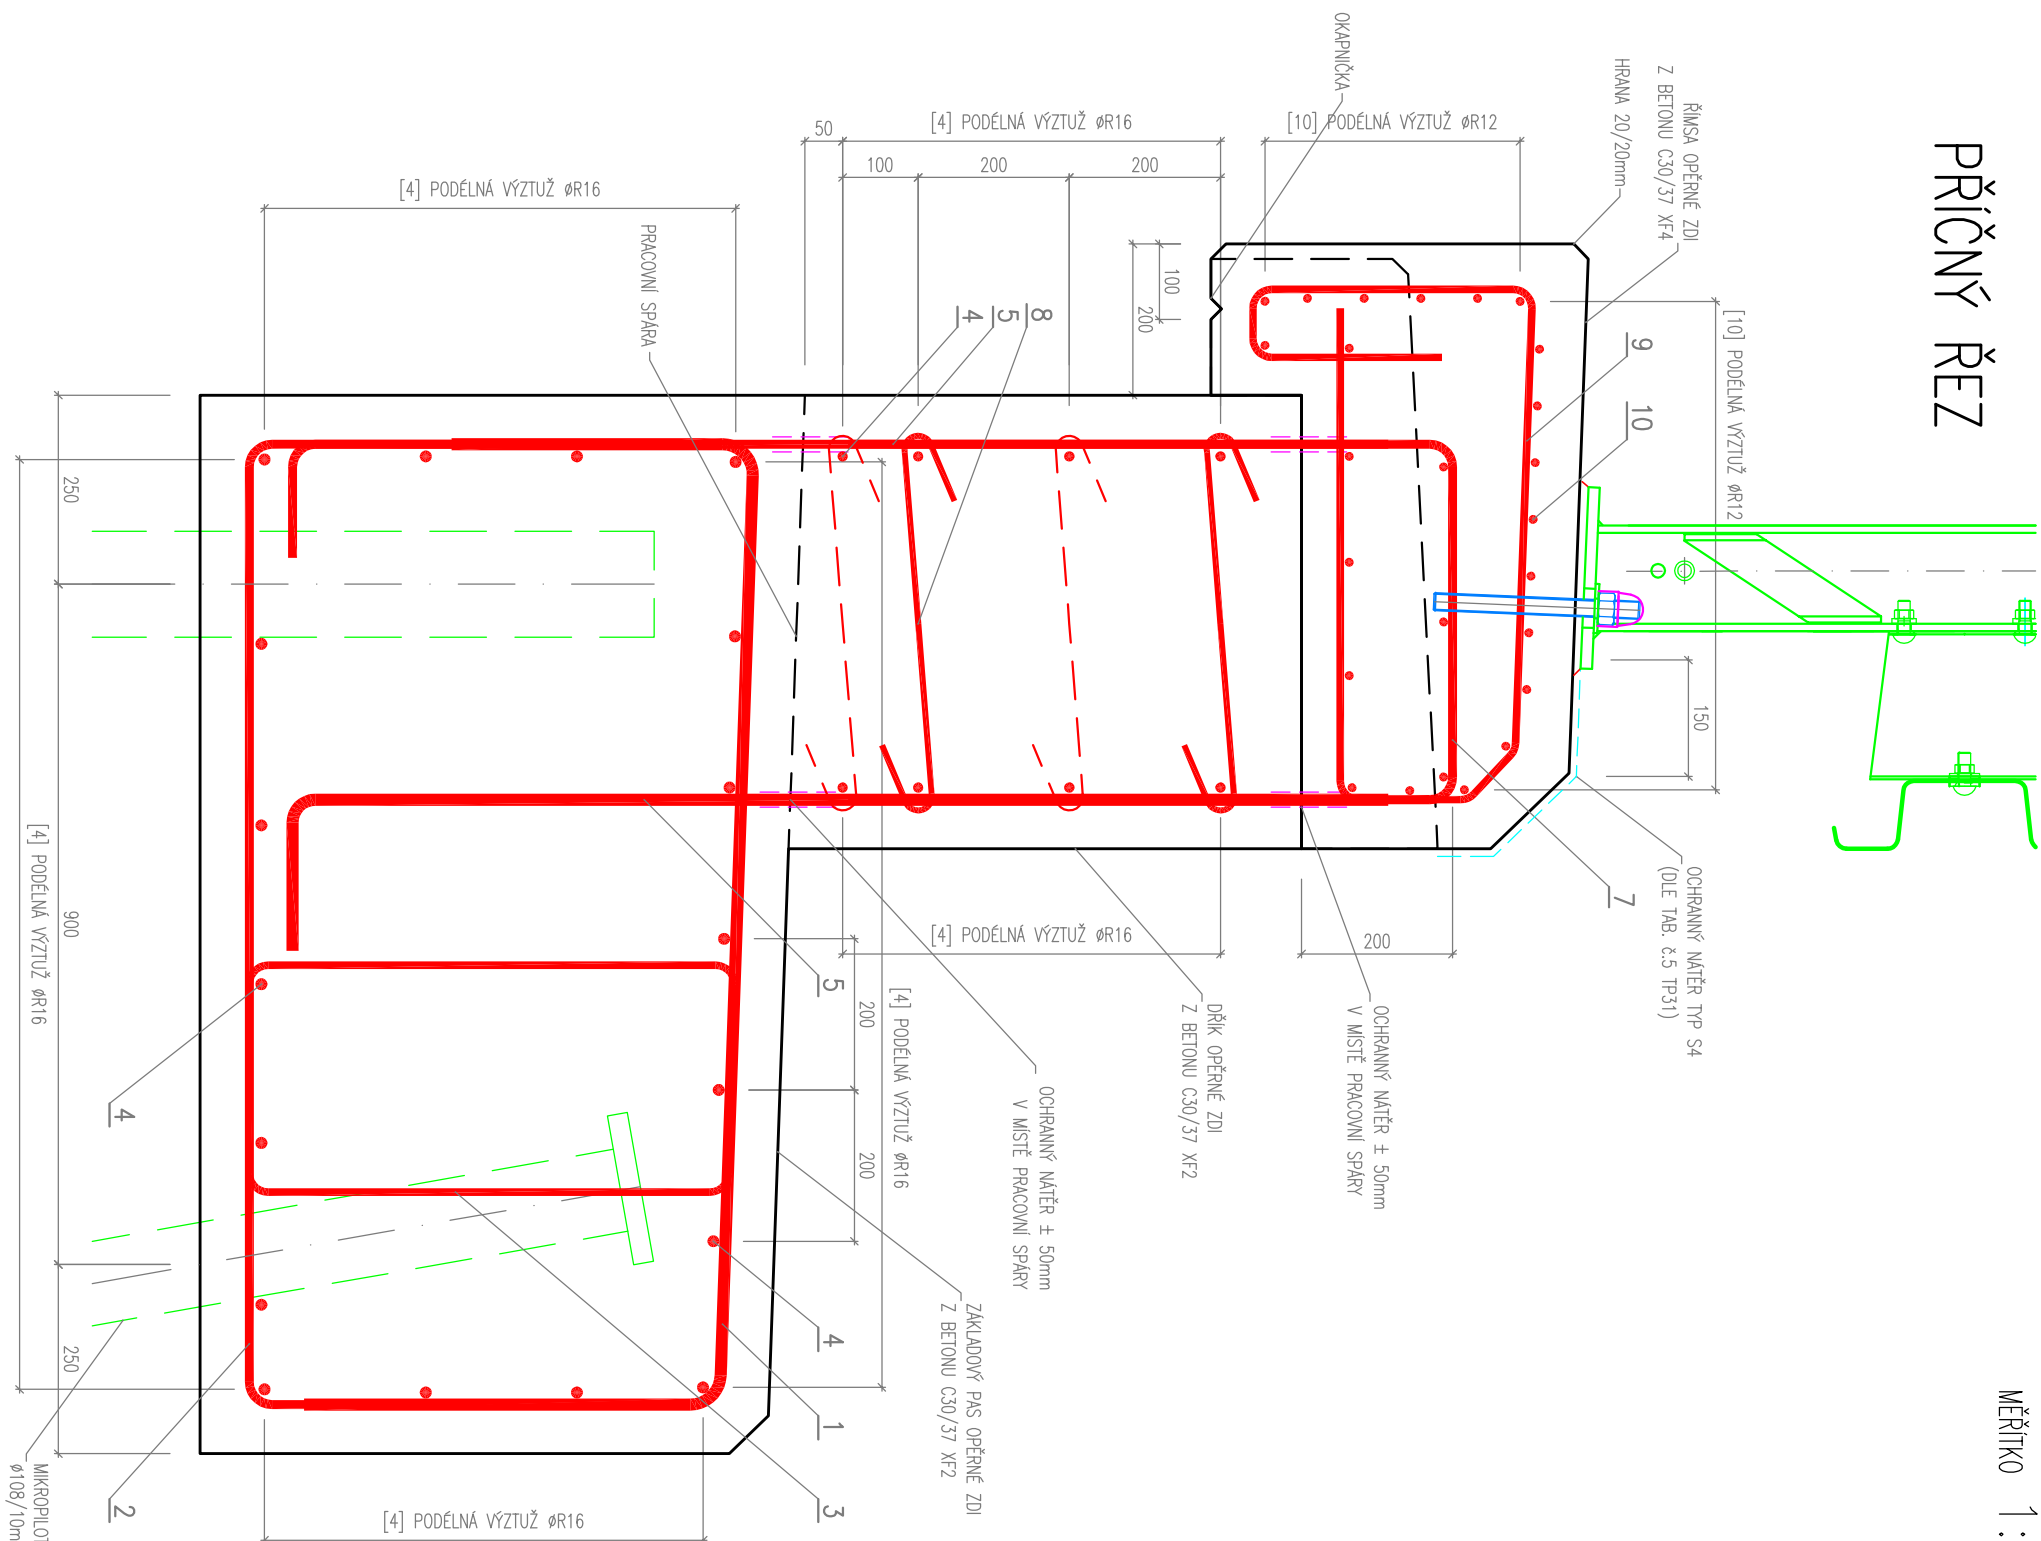 PŘÍČNÝ ŘEZ
MĚŘÍTKO 1:
OKAPNIČKA
HRANA 20/20mm
ŘÍMSA OPĚRNÉ ZDI
Z BETONU C30/37 XF4
[10] PODÉLNÁ VÝZTUŽ øR12
[4] PODÉLNÁ VÝZTUŽ øR16
50
100
200
200
[4] PODÉLNÁ VÝZTUŽ øR16
PRACOVNÍ SPÁRA
100
200
4
5
8
9
10
[10] PODÉLNÁ VÝZTUŽ øR12
150
OCHRANNÝ NÁTĚR TYP S4
(DLE TAB. č.5 TP31)
7
200
OCHRANNÝ NÁTĚR ± 50mm
V MÍSTĚ PRACOVNÍ SPÁRY
DŘÍK OPĚRNÉ ZDI
Z BETONU C30/37 XF2
[4] PODÉLNÁ VÝZTUŽ øR16
OCHRANNÝ NÁTĚR ± 50mm
V MÍSTĚ PRACOVNÍ SPÁRY
[4] PODÉLNÁ VÝZTUŽ øR16
200
200
5
ZÁKLADOVÝ PAS OPĚRNÉ ZDI
Z BETONU C30/37 XF2
4
1
3
4
2
250
900
250
[4] PODÉLNÁ VÝZTUŽ øR16
[4] PODÉLNÁ VÝZTUŽ øR16
ø108/10m